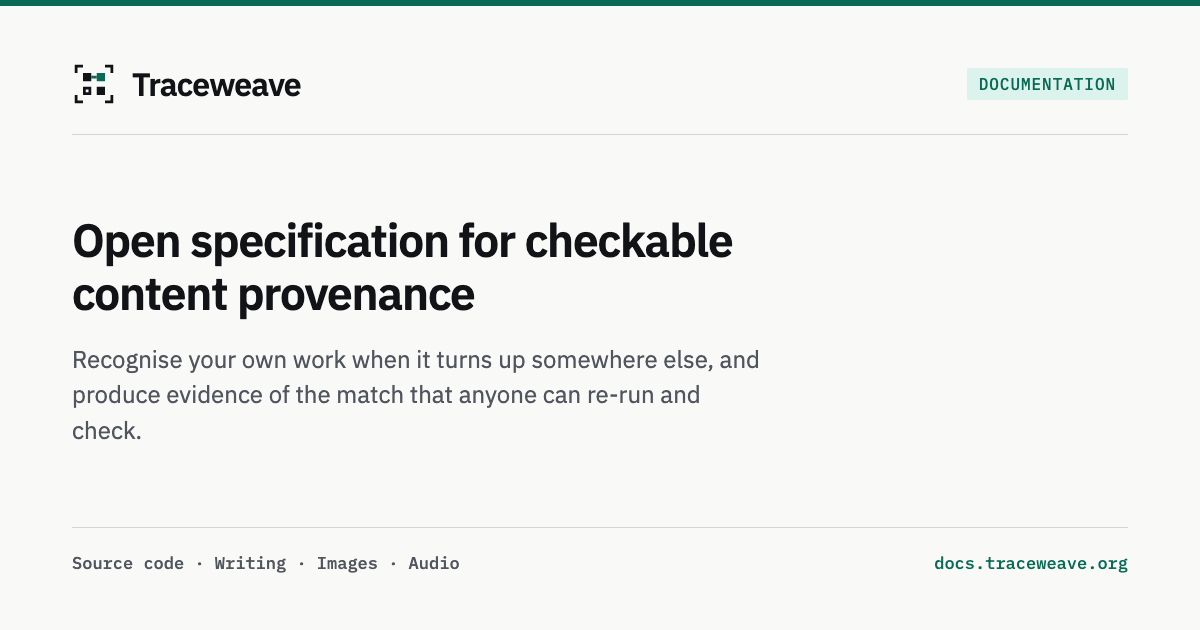 Traceweave
DOCUMENTATION
Open specification for checkable
content provenance
Recognise your own work when it turns up somewhere else, and
produce evidence of the match that anyone can re-run and
check.
Source code · Writing · Images · Audio
docs.traceweave.org